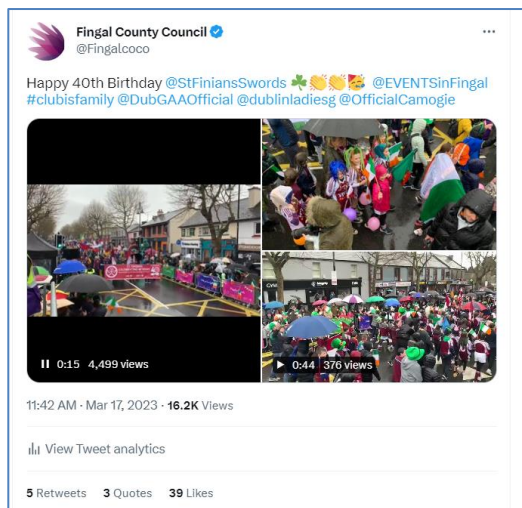 Fingal County Council
@Fingalcoco
Happy 40th Birthday @StFiniansSwords ☘️👏👏🥳 @EVENTSinFingal
#clubisfamily @DubGAAOfficial @dublinladiesg @OfficialCamogie
0:15 4,499 views
0:44 376 views
11:42 AM · Mar 17, 2023 · 16.2K Views
View Tweet analytics
5 Retweets 3 Quotes 39 Likes